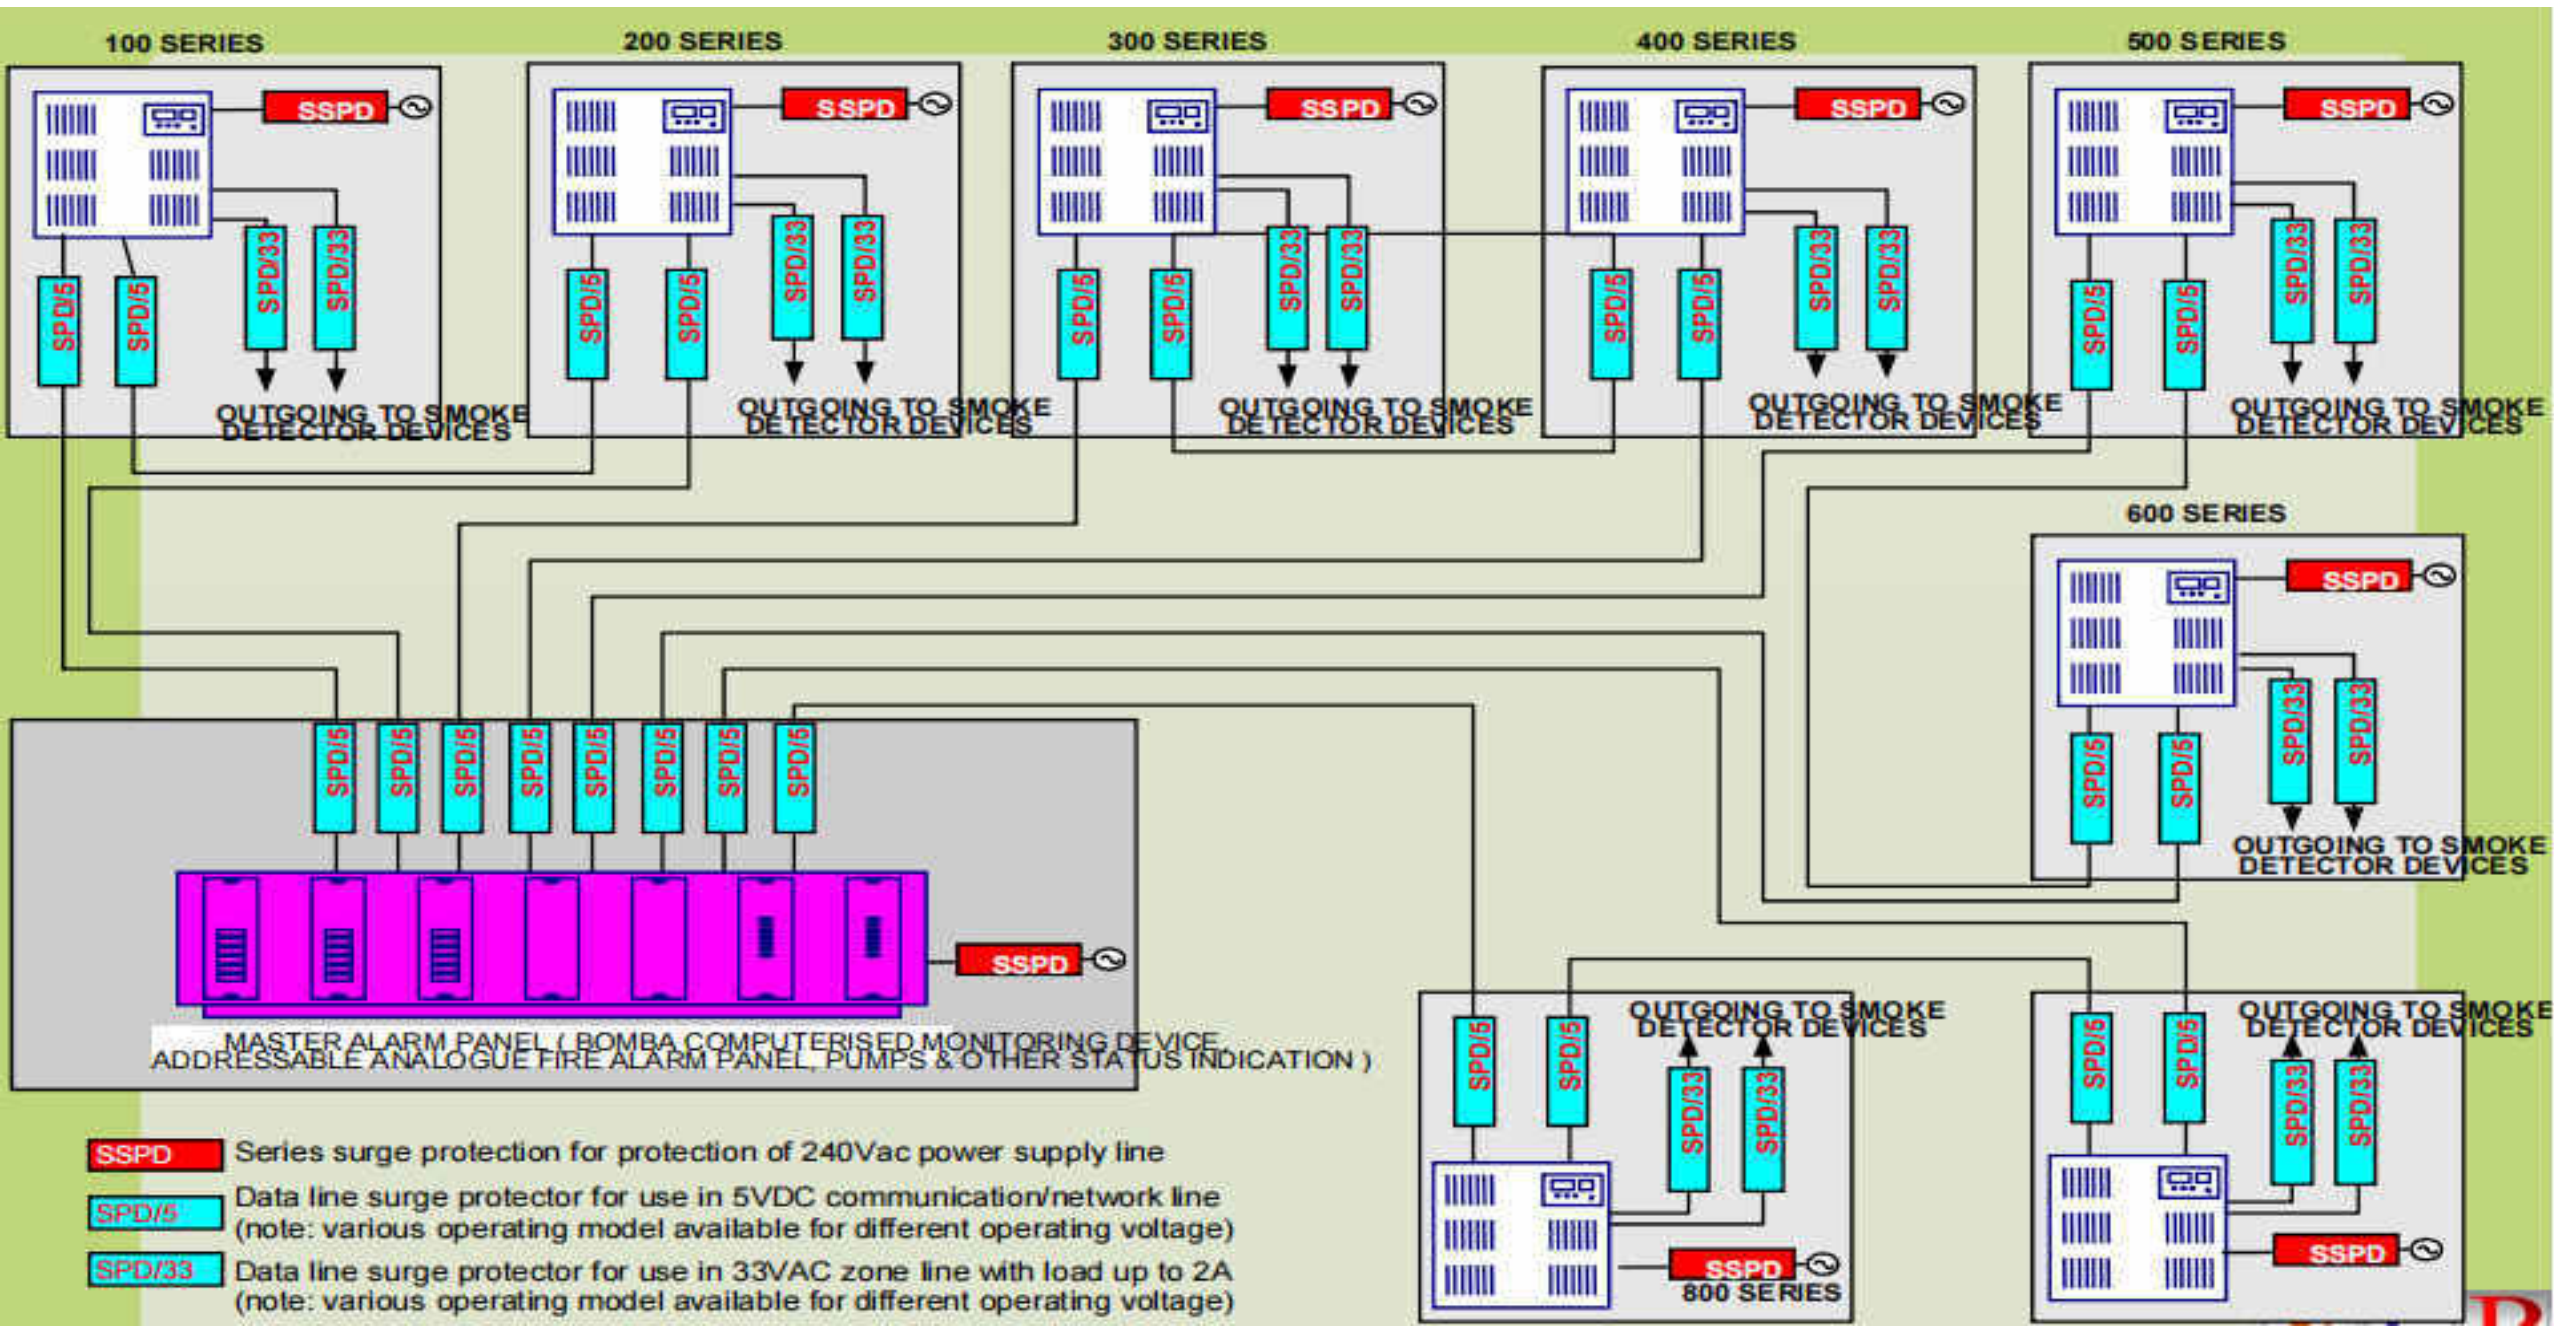 100 SERIES
200 SERIES
300 SERIES
400 SERIES
500 SERIES
SSPD
SSPD
SSPD
SSPD
SSPD
SPD/5
SPD/5
SPD/33
SPD/33
SPD/5
SPD/5
SPD/33
SPD/33
SPD/5
SPD/5
SPD/33
SPD/33
SPD/5
SPD/5
SPD/33
SPD/33
SPD/5
SPD/5
SPD/33
SPD/33
OUTGOING TO SMOKE
DETECTOR DEVICES
OUTGOING TO SMOKE
DETECTOR DEVICES
OUTGOING TO SMOKE
DETECTOR DEVICES
OUTGOING TO SMOKE
DETECTOR DEVICES
OUTGOING TO SMOKE
DETECTOR DEVICES
600 SERIES
SSPD
SPD/5
SPD/5
SPD/33
SPD/33
OUTGOING TO SMOKE
DETECTOR DEVICES
SPD/5
SPD/5
SPD/5
SPD/5
SPD/5
SPD/5
SPD/5
SPD/5
SSPD
MASTER ALARM PANEL ( BOMBA COMPUTERISED MONITORING DEVICE,
ADDRESSABLE ANALOGUE FIRE ALARM PANEL, PUMPS & OTHER STATUS INDICATION )
OUTGOING TO SMOKE
DETECTOR DEVICES
SPD/5
SPD/5
SPD/33
SPD/33
SSPD
800 SERIES
OUTGOING TO SMOKE
DETECTOR DEVICES
SPD/5
SPD/5
SPD/33
SPD/33
SSPD
SSPD
Series surge protection for protection of 240Vac power supply line
SPD/5
Data line surge protector for use in 5VDC communication/network line
(note: various operating model available for different operating voltage)
SPD/33
Data line surge protector for use in 33VAC zone line with load up to 2A
(note: various operating model available for different operating voltage)